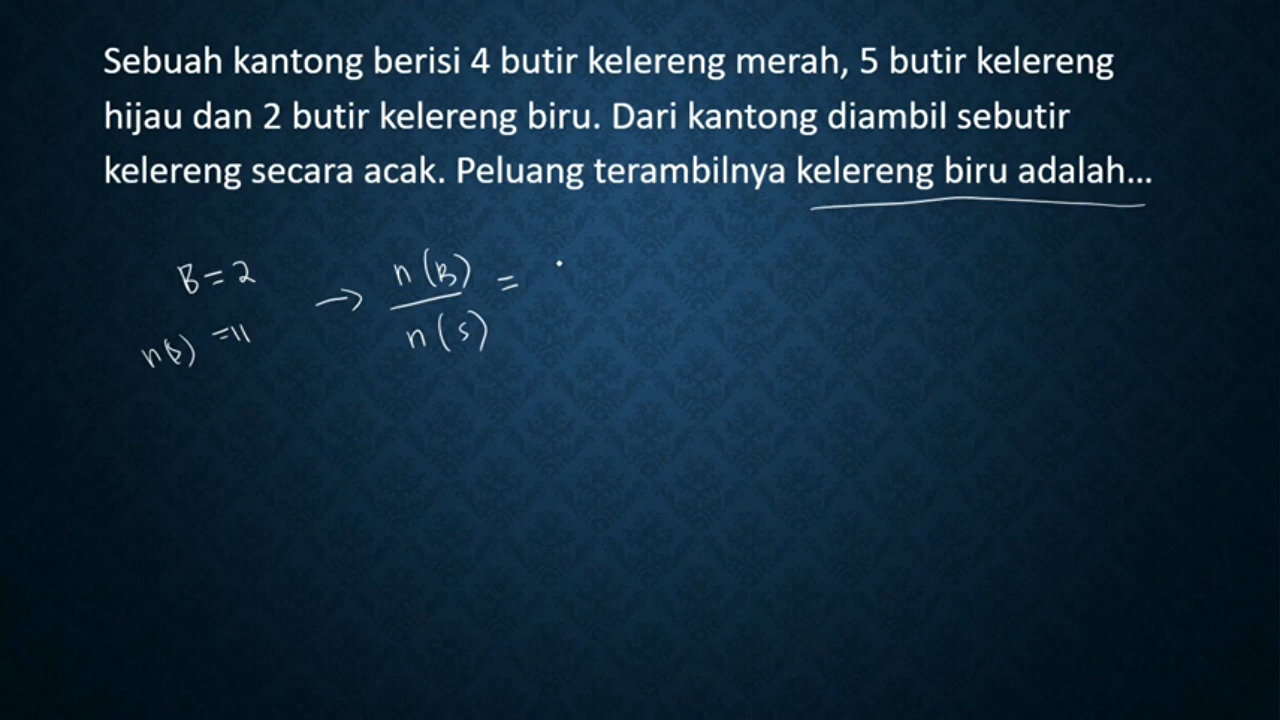 Sebuah kantong berisi 4 butir kelereng merah, 5 butir kelereng
hijau dan 2 butir kelereng biru. Dari kantong diambil sebutir
kelereng secara acak. Peluang terambilnya kelereng biru adalah...
B = 2
n(s) = 11
→ n(B) =
n(s)